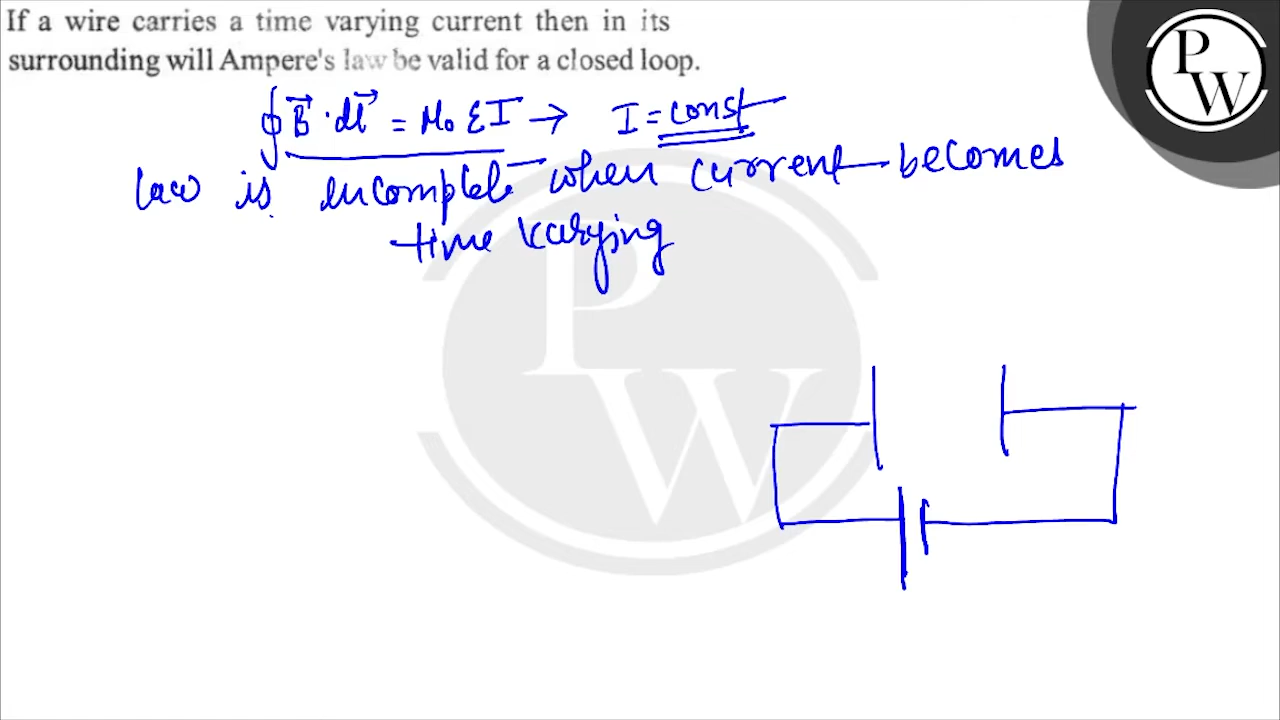 If a wire carries a time varying current then in its
surrounding will Ampere's law be valid for a closed loop.
∮ B⃗ · dl⃗ = μ₀ ΣI → I = const
law is incomplete when current becomes
time varying
P
W
P
W